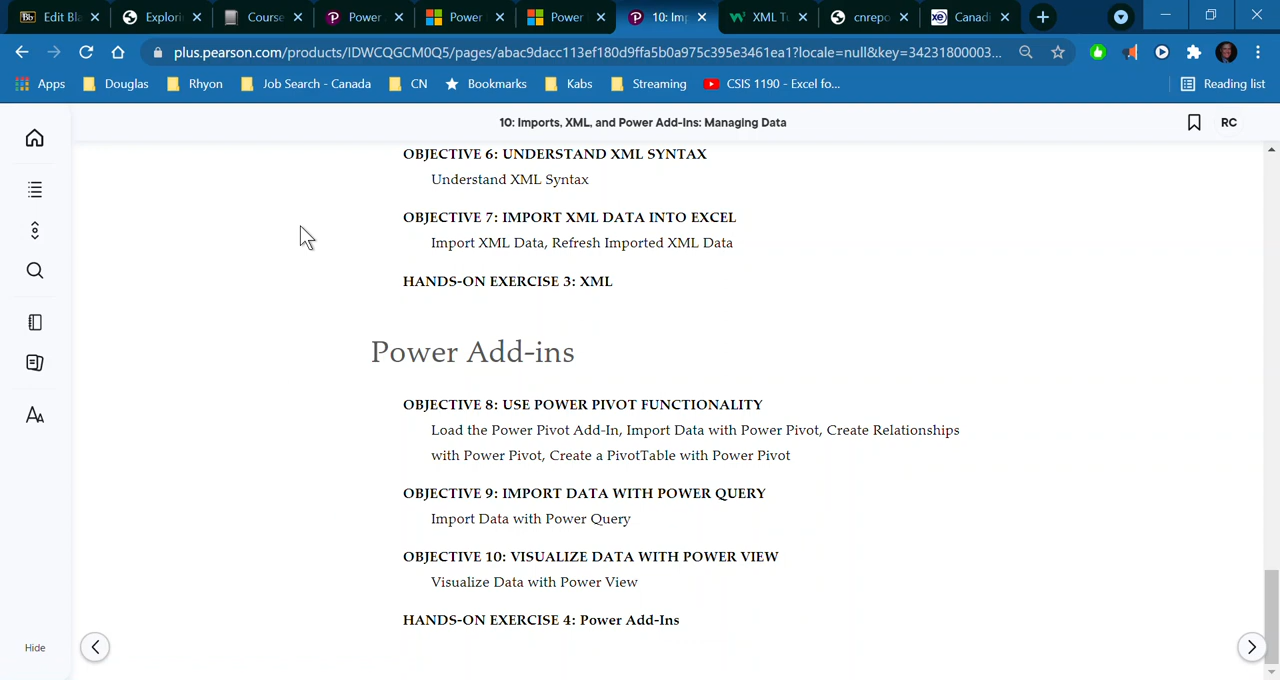 Edit Bla
Explori
Course
Power
Power
Power
10: Imp
XML Tu
cnrepo
Canadi
plus.pearson.com/products/IDWCQGCM0Q5/pages/abac9dacc113ef180d9ffa5b0a975c395e3461ea1?locale=null&key=34231800003...
Apps
Douglas
Rhyon
Job Search - Canada
CN
Bookmarks
Kabs
Streaming
CSIS 1190 - Excel fo...
Reading list
10: Imports, XML, and Power Add-Ins: Managing Data
RC
OBJECTIVE 6: UNDERSTAND XML SYNTAX
Understand XML Syntax
OBJECTIVE 7: IMPORT XML DATA INTO EXCEL
Import XML Data, Refresh Imported XML Data
HANDS-ON EXERCISE 3: XML
Power Add-ins
OBJECTIVE 8: USE POWER PIVOT FUNCTIONALITY
Load the Power Pivot Add-In, Import Data with Power Pivot, Create Relationships
with Power Pivot, Create a PivotTable with Power Pivot
OBJECTIVE 9: IMPORT DATA WITH POWER QUERY
Import Data with Power Query
OBJECTIVE 10: VISUALIZE DATA WITH POWER VIEW
Visualize Data with Power View
HANDS-ON EXERCISE 4: Power Add-Ins
Hide